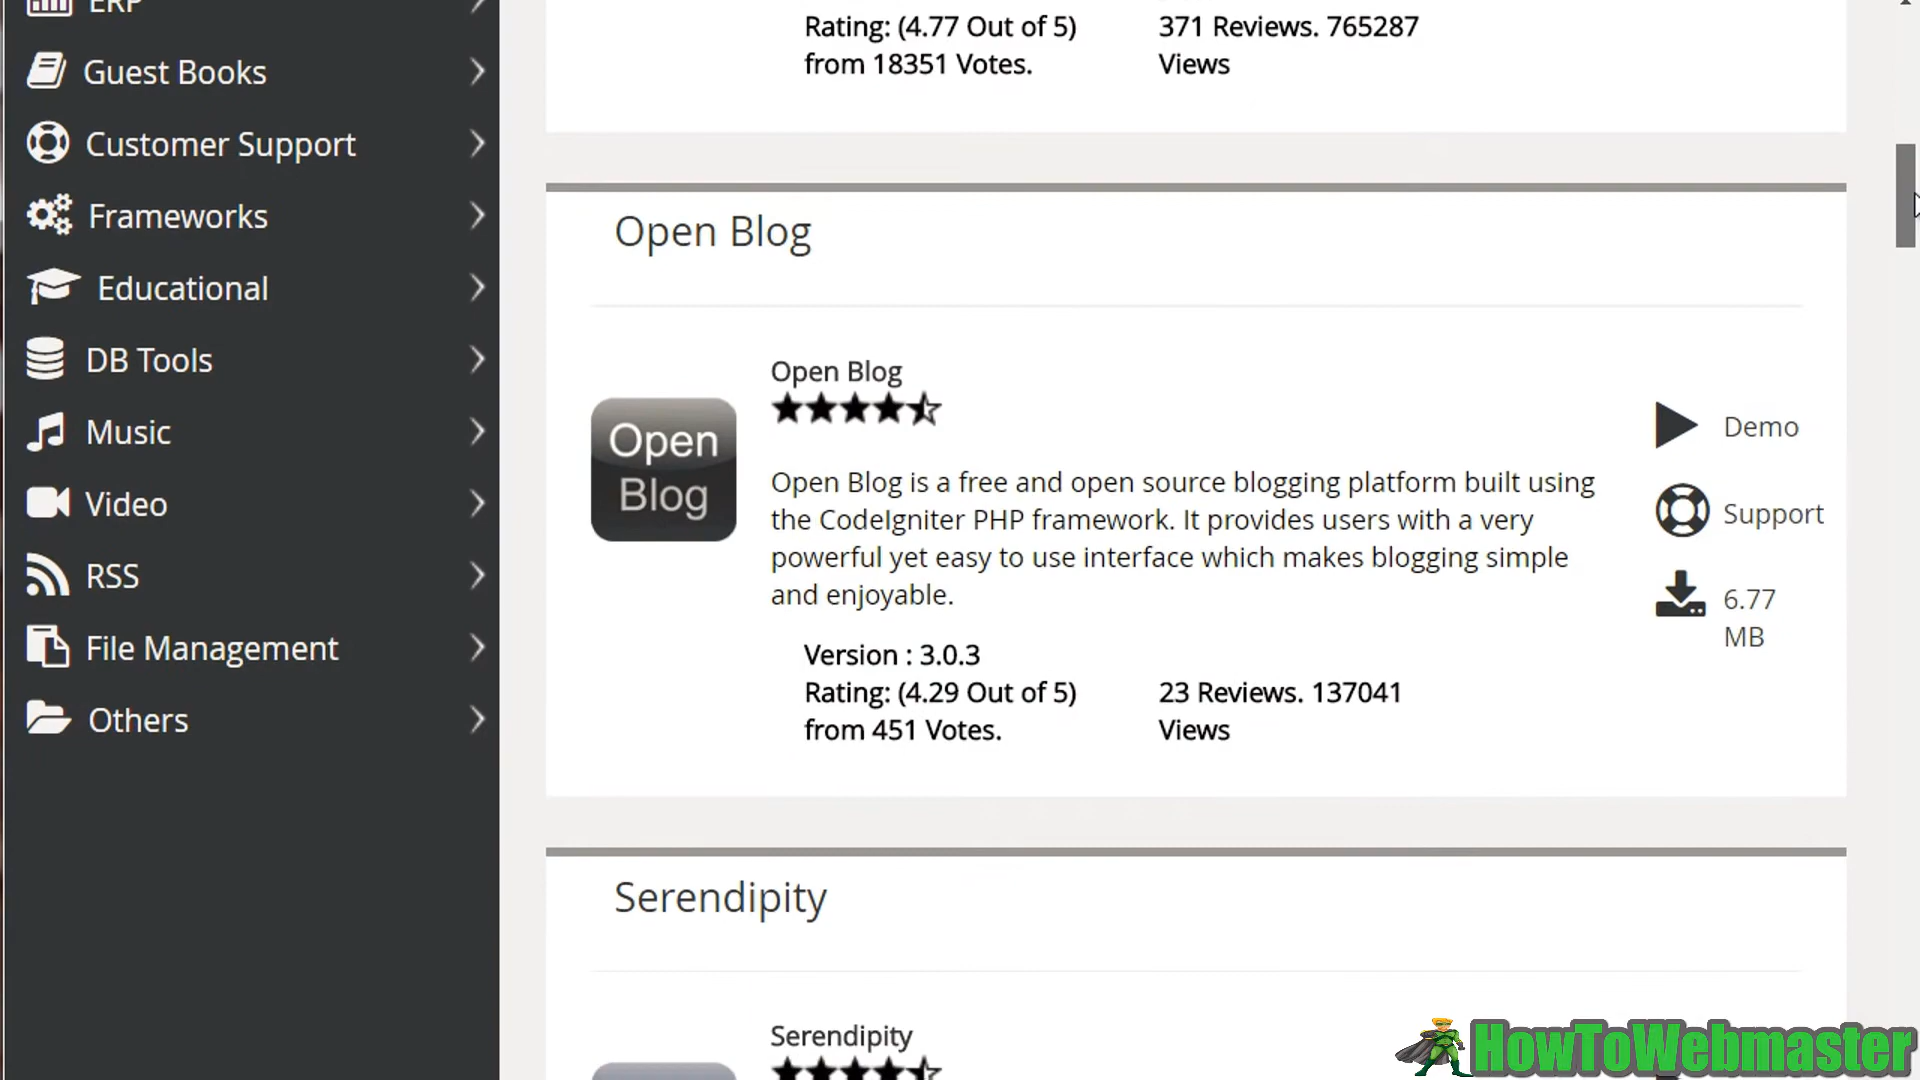 ERP
Guest Books
Customer Support
Frameworks
Educational
DB Tools
Music
Video
RSS
File Management
Others
Rating: (4.77 Out of 5)
from 18351 Votes.
371 Reviews. 765287
Views
Open Blog
Open Blog
Open
Blog
Open Blog is a free and open source blogging platform built using
the CodeIgniter PHP framework. It provides users with a very
powerful yet easy to use interface which makes blogging simple
and enjoyable.
Version : 3.0.3
Rating: (4.29 Out of 5)
from 451 Votes.
23 Reviews. 137041
Views
Demo
Support
6.77
MB
Serendipity
Serendipity
HowToWebmaster